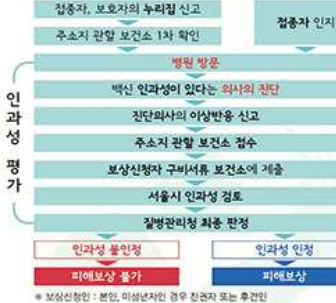 접종자, 보호자의 누리집 신고
접종자 인지
주소지 관할 보건소 1차 확인
병원 방문
백신 인과성이 있다는 의사의 진단
진단의사의 이상반응 신고
주소지 관할 보건소 접수
보상신청자 구비서류 보건소에 제출
서울시 인과성 검토
질병관리청 최종 판정
인과성 평가
인과성 불인정
인과성 인정
피해보상 불가
피해보상
※ 보상신청인 : 본인, 미성년자인 경우 친권자 또는 후견인